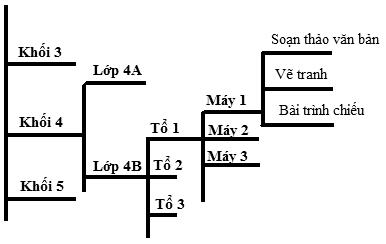 Khối 3
Khối 4
Khối 5
Lớp 4A
Lớp 4B
Tổ 1
Tổ 2
Tổ 3
Máy 1
Máy 2
Máy 3
Soạn thảo văn bản
Vẽ tranh
Bài trình chiếu